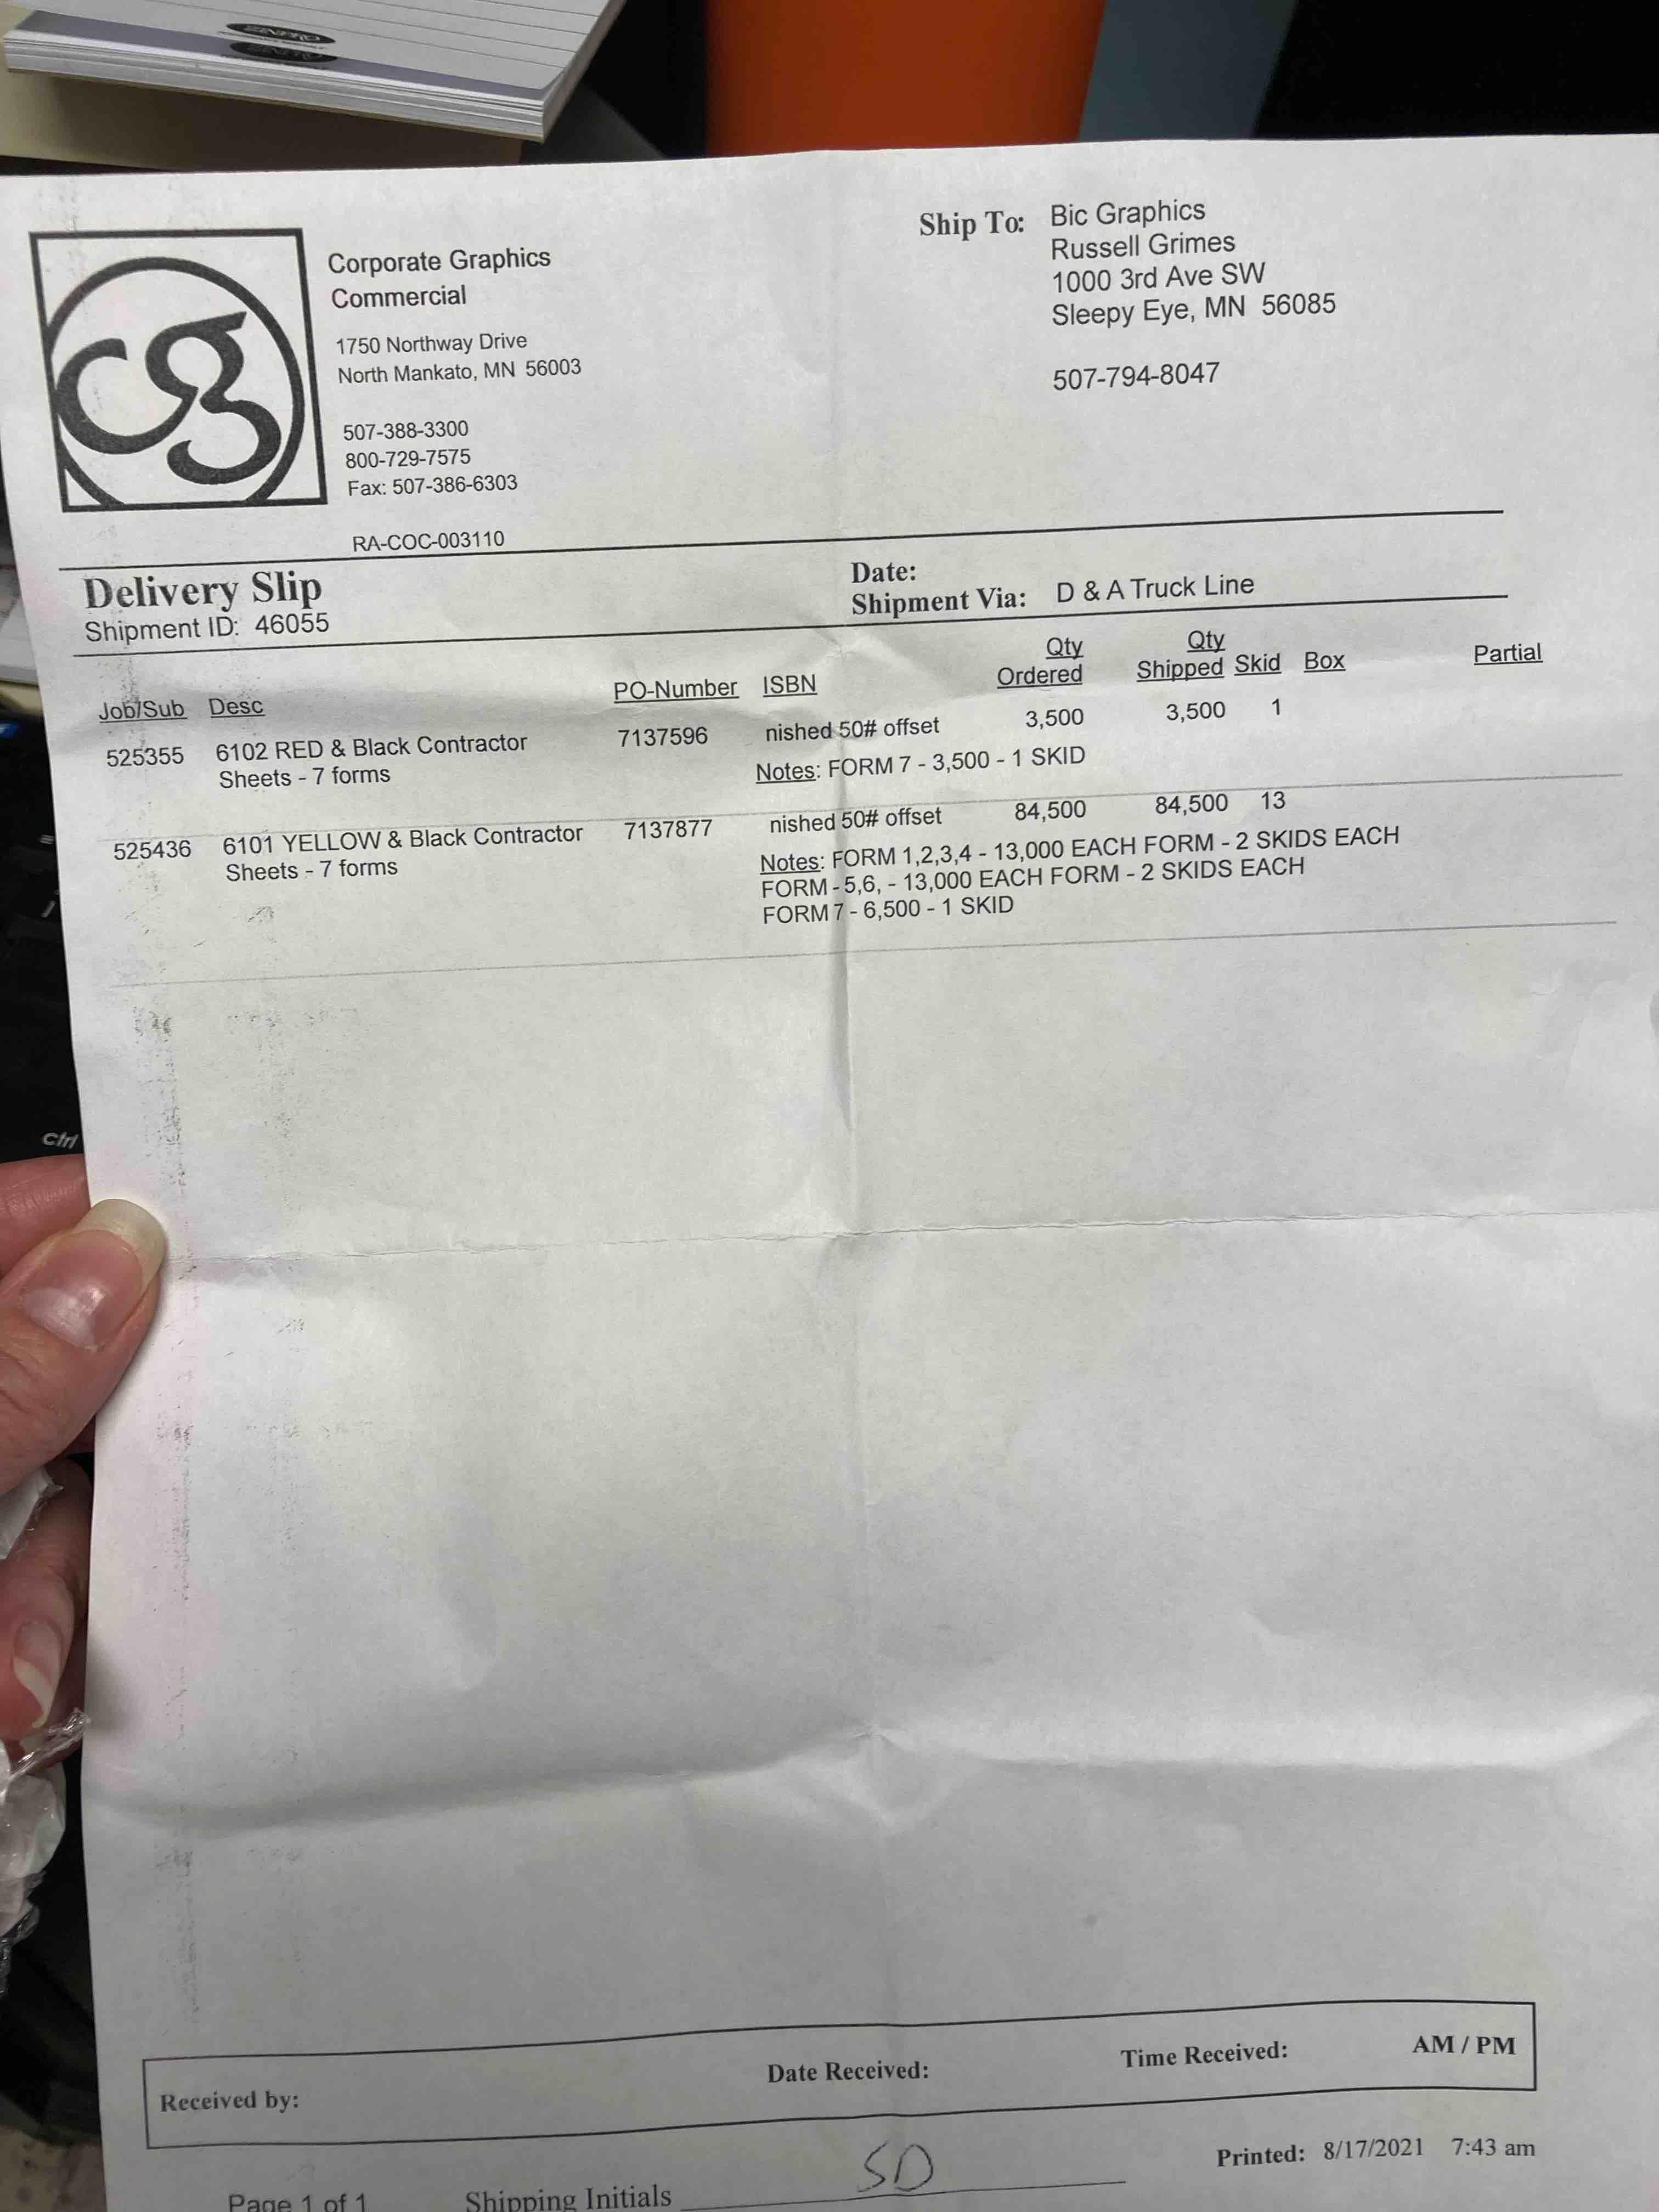 cg
Corporate Graphics
Commercial
1750 Northway Drive
North Mankato, MN 56003
507-388-3300
800-729-7575
Fax: 507-386-6303
RA-COC-003110
Ship To: Bic Graphics
Russell Grimes
1000 3rd Ave SW
Sleepy Eye, MN 56085
507-794-8047
Delivery Slip
Shipment ID: 46055
Date:
Shipment Via: D & A Truck Line
Job/Sub Desc PO-Number ISBN Qty Ordered Qty Shipped Skid Box Partial
525355 6102 RED & Black Contractor 7137596 nished 50# offset 3,500 3,500 1
Sheets - 7 forms Notes: FORM 7 - 3,500 - 1 SKID
525436 6101 YELLOW & Black Contractor 7137877 nished 50# offset 84,500 84,500 13
Sheets - 7 forms Notes: FORM 1,2,3,4 - 13,000 EACH FORM - 2 SKIDS EACH
FORM - 5,6, - 13,000 EACH FORM - 2 SKIDS EACH
FORM 7 - 6,500 - 1 SKID
ctrl
Received by: Date Received: Time Received: AM / PM
Printed: 8/17/2021 7:43 am
Page 1 of 1 Shipping Initials SD